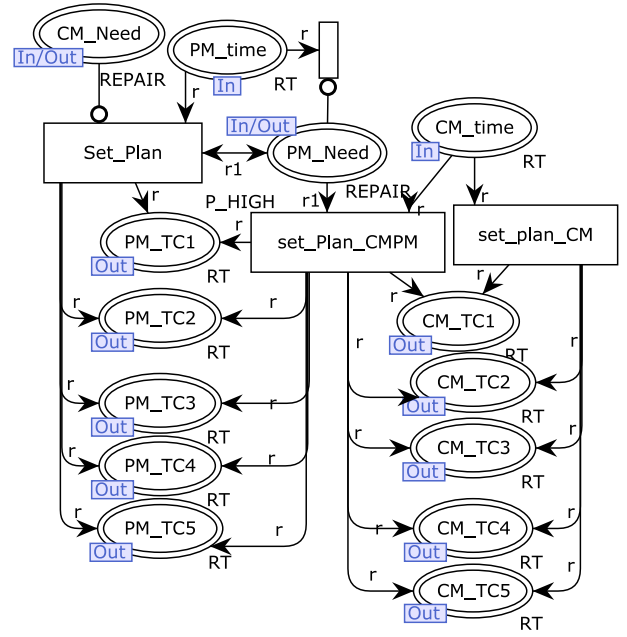 CM_Need
In/Out
REPAIR
PM_time
In
RT
r
r
Set_Plan
In/Out
PM_Need
REPAIR
r1
r1
CM_time
In
RT
r
r
P_HIGH
set_Plan_CMPM
set_plan_CM
r
r
PM_TC1
Out
RT
r
r
CM_TC1
Out
RT
r
PM_TC2
r
Out
RT
r
r
CM_TC2
Out
RT
r
PM_TC3
r
Out
RT
r
r
CM_TC3
Out
RT
r
PM_TC4
r
Out
RT
r
PM_TC5
r
Out
RT
r
CM_TC4
r
Out
RT
r
r
CM_TC5
Out
RT